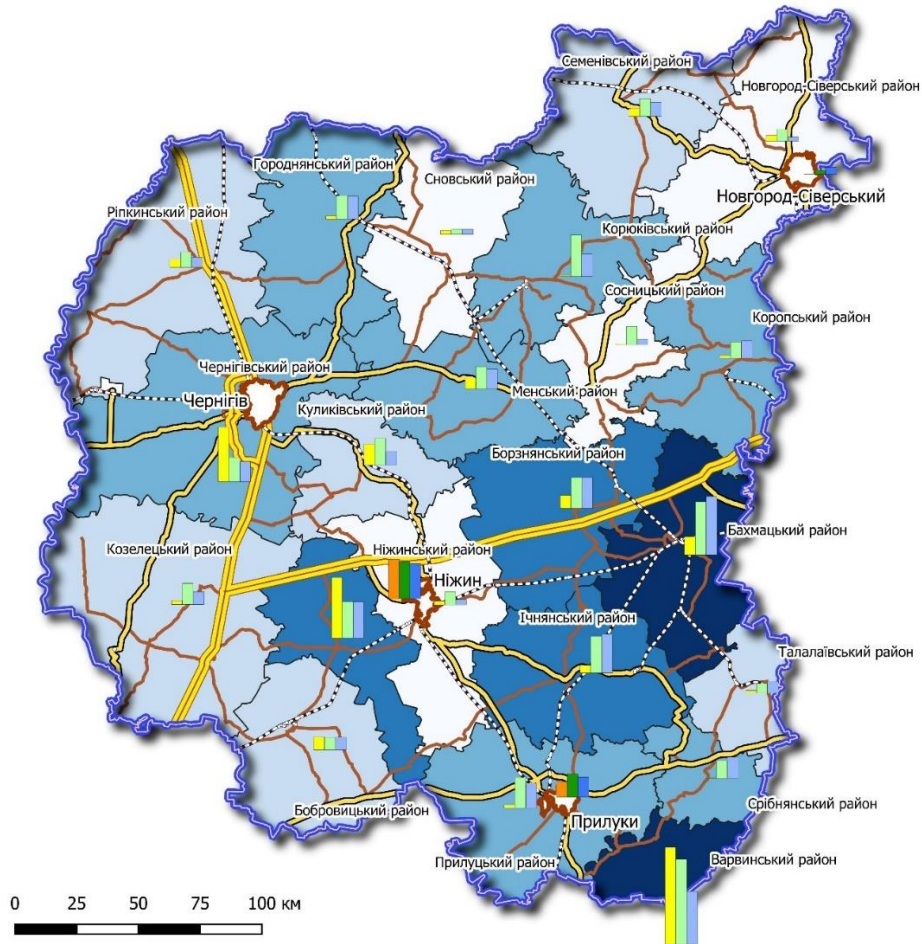 Семенівський район
Новгород-Сіверський район
Городнянський район
Сновський район
Новгород-Сіверський
Ріпкинський район
Корюківський район
Сосницький район
Коропський район
Чернігівський район
Чернігів
Менський район
Куликівський район
Борзнянський район
Бахмацький район
Козелецький район
Ніжинський район
Ніжин
Ічнянський район
Талалаївський район
Бобровицький район
Срібнянський район
Прилуки
Прилуцький район
Варвинський район
0 25 50 75 100 км